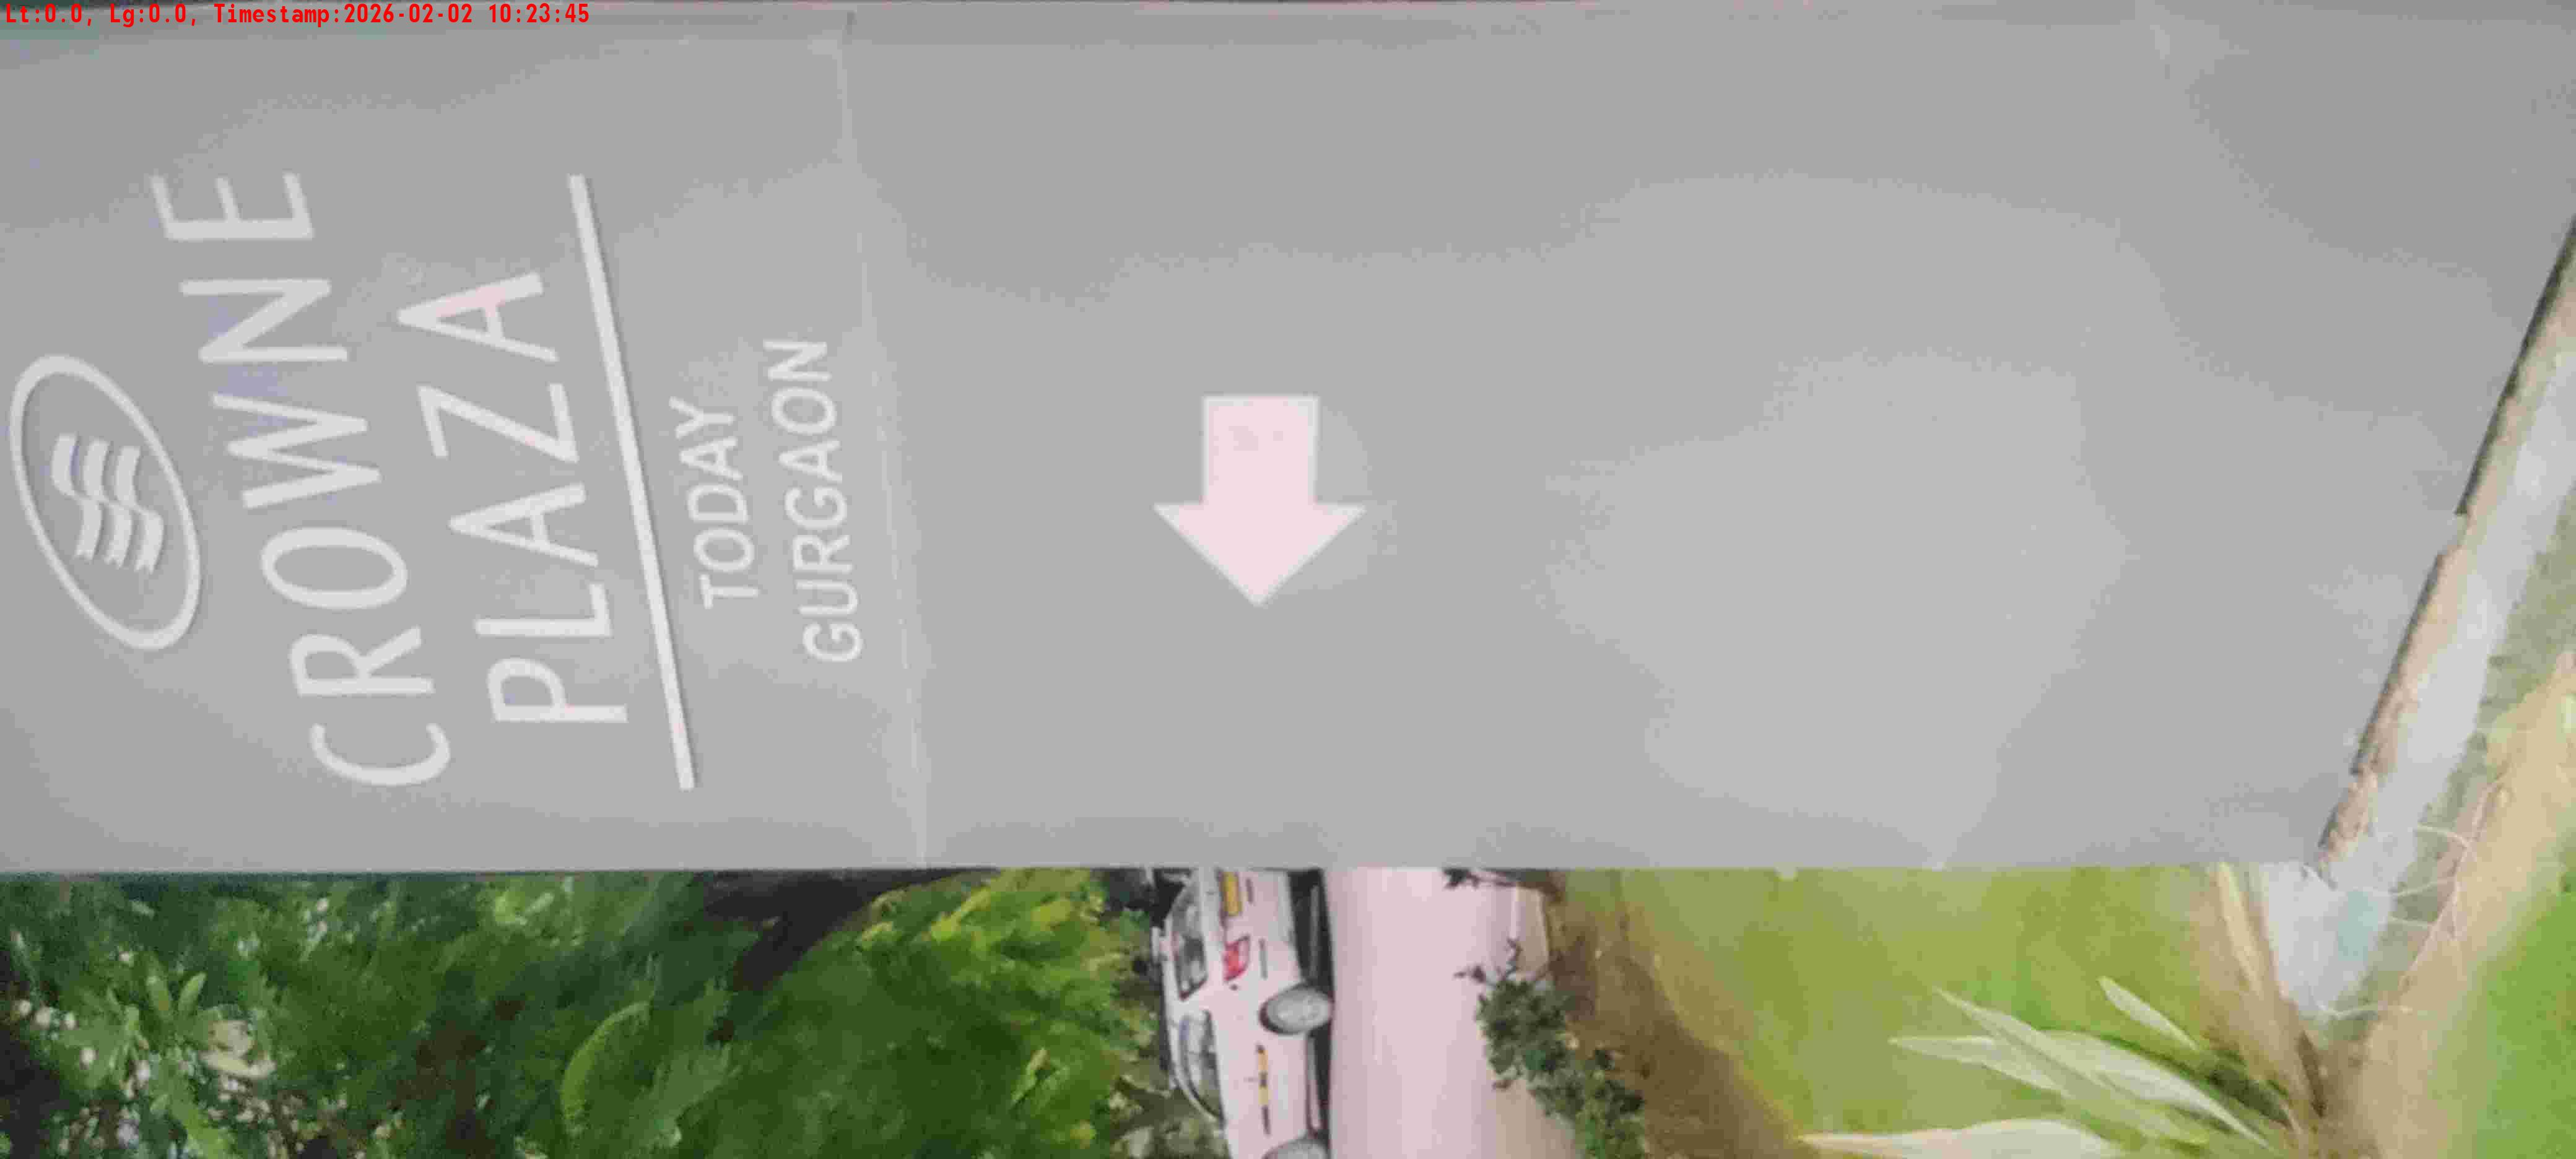 Lt:0.0, Lg:0.0, Timestamp:2026-02-02 10:23:45
CROWNE
PLAZA
TODAY
GURGAON